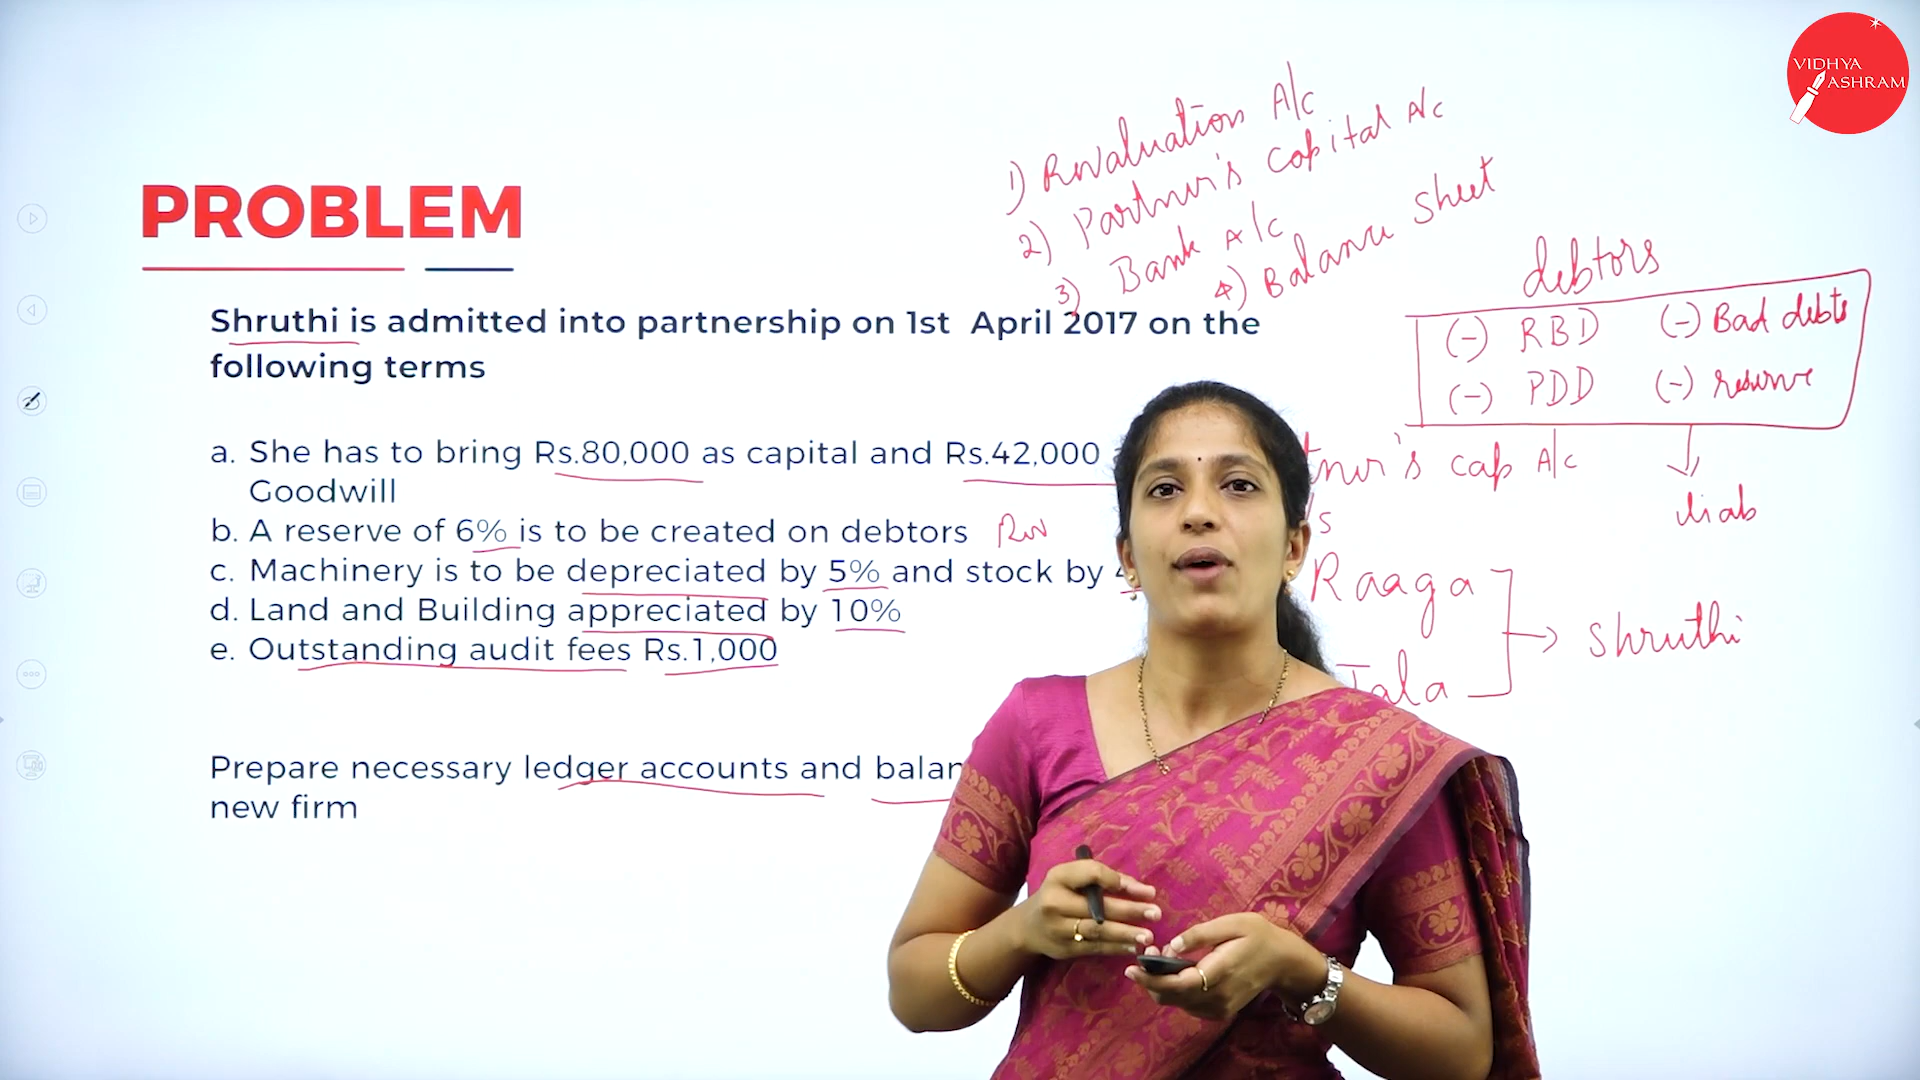 VIDHYA
ASHRAM
1) Revaluation A/c
2) Partner's capital A/c
3) Bank A/c
4) Balance Sheet
PROBLEM
Shruthi is admitted into partnership on 1st April 2017 on the
following terms
a. She has to bring Rs.80,000 as capital and Rs.42,000
Goodwill
b. A reserve of 6% is to be created on debtors Rev
c. Machinery is to be depreciated by 5% and stock by
d. Land and Building appreciated by 10%
e. Outstanding audit fees Rs.1,000
Prepare necessary ledger accounts and balan
new firm
debtors
(-) RBD (-) Bad debts
(-) PDD (-) reserve
tner's cap A/c
liab
Raaga
Tala
Shruthi